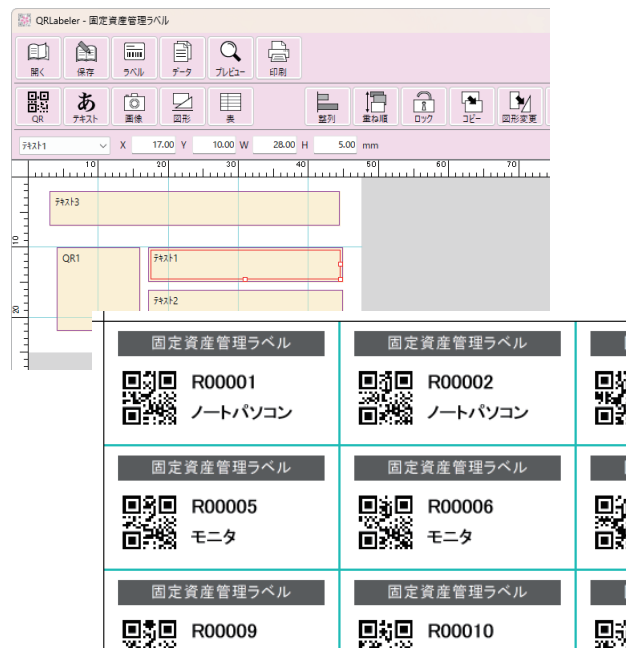 QRLabeler - 固定資産管理ラベル
開く 保存 ラベル データ プレビュー 印刷
QR テキスト 画像 図形 表 整列 重ね順 ロック コピー 図形変更
あ
テキスト1 X 17.00 Y 10.00 W 28.00 H 5.00 mm
10 20 30 40 50 60 70
テキスト3
10
QR1 テキスト1
テキスト2
20
固定資産管理ラベル 固定資産管理ラベル
R00001 R00002
ノートパソコン ノートパソコン
固定資産管理ラベル 固定資産管理ラベル
R00005 R00006
モニタ モニタ
固定資産管理ラベル 固定資産管理ラベル
R00009 R00010